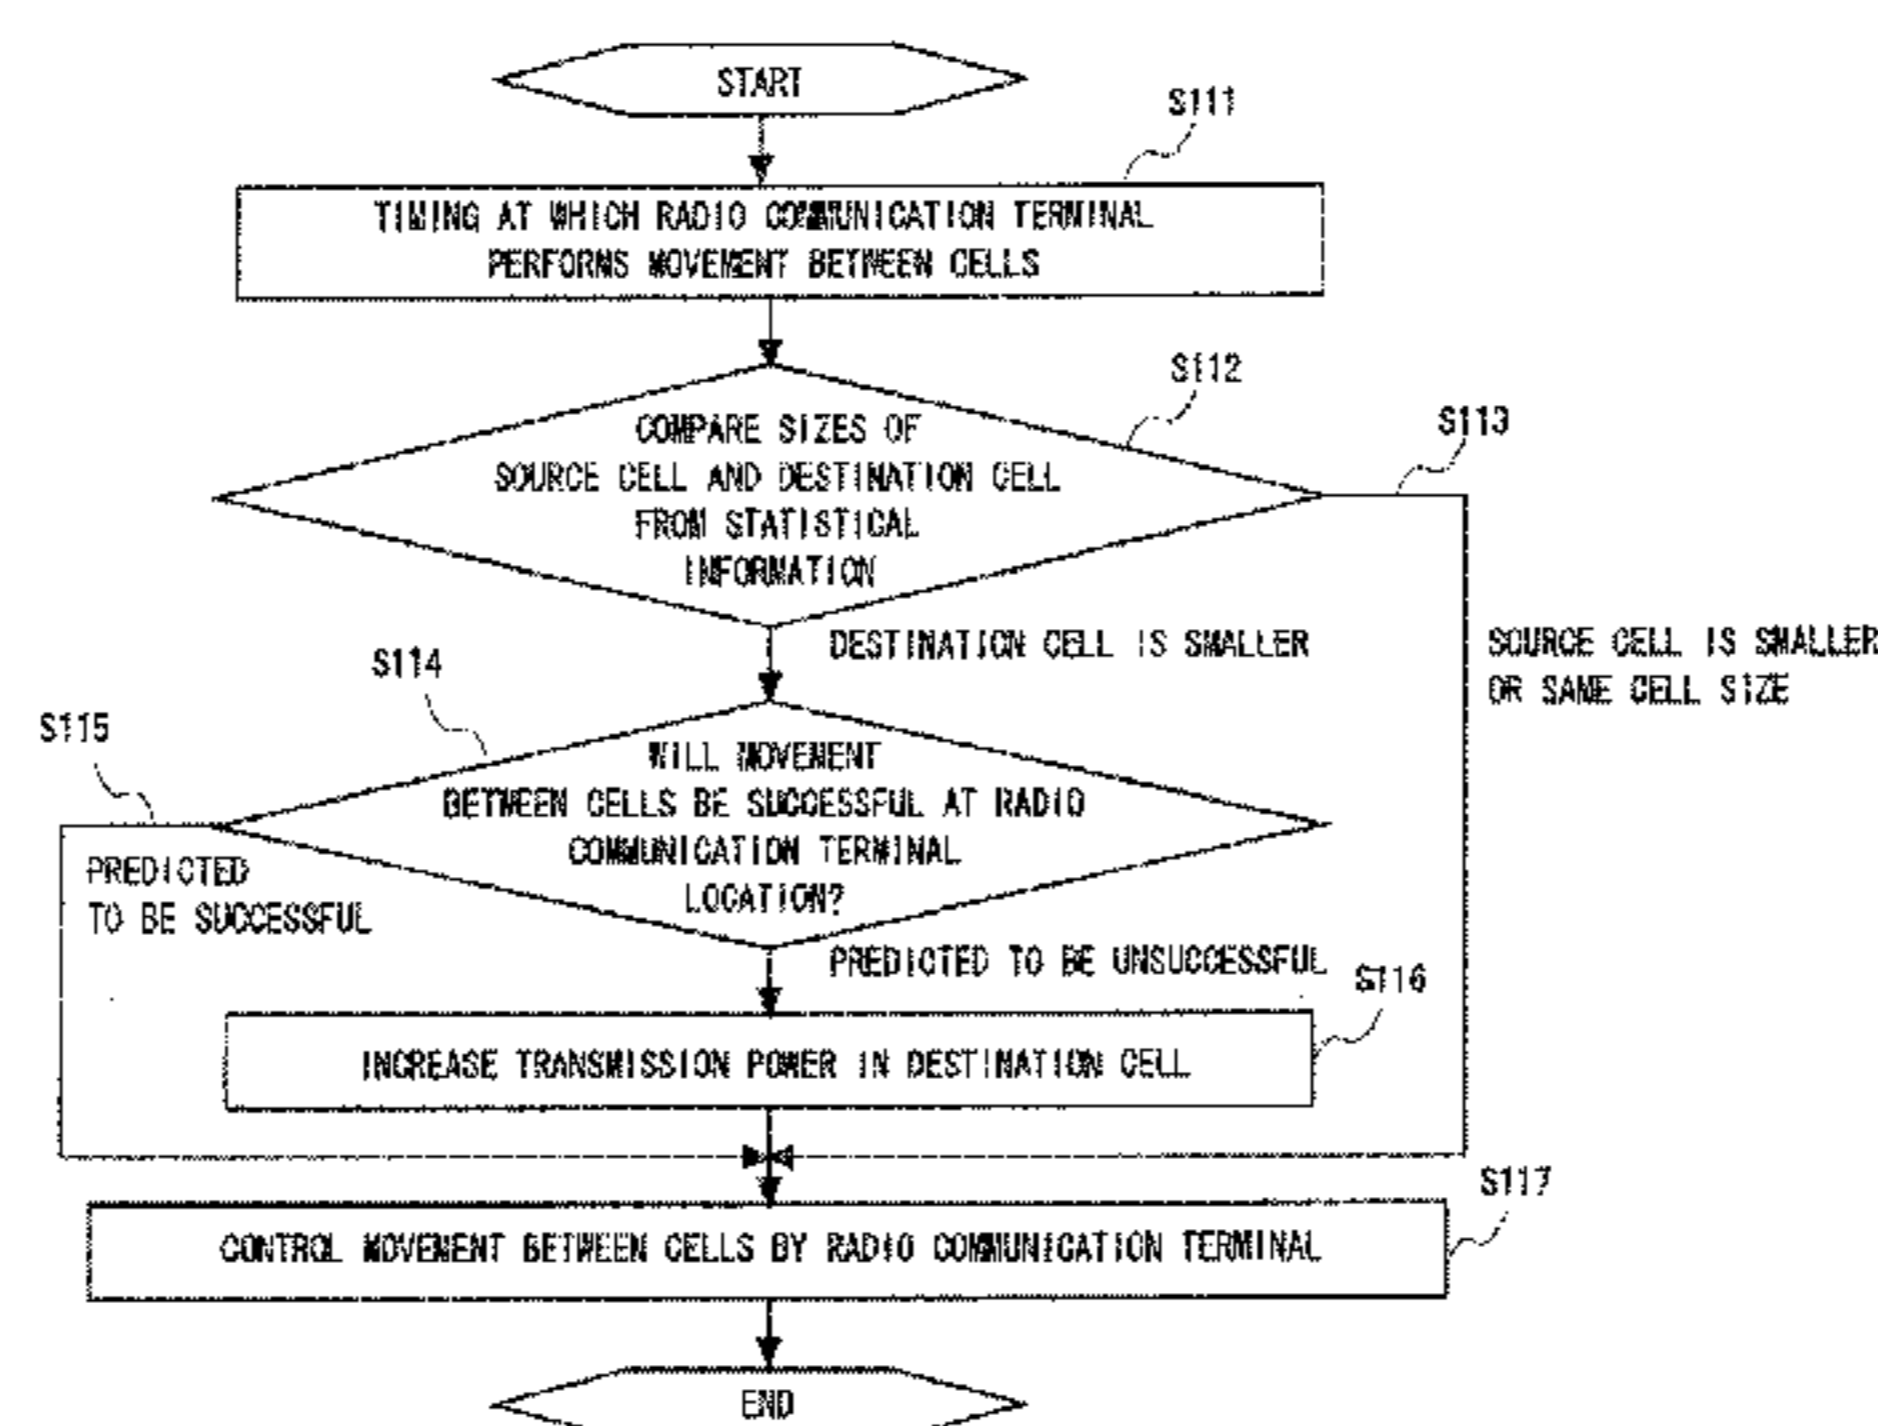 START
S111
TIMING AT WHICH RADIO COMMUNICATION TERMINAL
PERFORMS MOVEMENT BETWEEN CELLS
S112
S113
COMPARE SIZES OF
SOURCE CELL AND DESTINATION CELL
FROM STATISTICAL
INFORMATION
DESTINATION CELL IS SMALLER
SOURCE CELL IS SMALLER
OR SAME CELL SIZE
S114
S115
WILL MOVEMENT
BETWEEN CELLS BE SUCCESSFUL AT RADIO
COMMUNICATION TERMINAL
LOCATION?
PREDICTED
TO BE SUCCESSFUL
PREDICTED TO BE UNSUCCESSFUL
S116
INCREASE TRANSMISSION POWER IN DESTINATION CELL
S117
CONTROL MOVEMENT BETWEEN CELLS BY RADIO COMMUNICATION TERMINAL
END